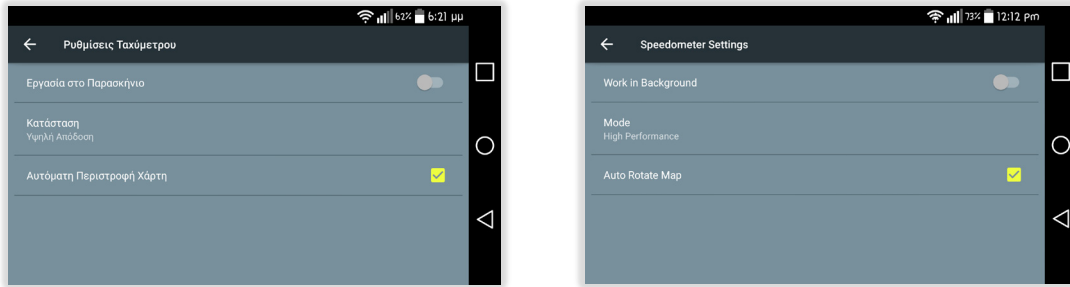 62% 6:21 μμ
Ρυθμίσεις Ταχύμετρου
Εργασία στο Παρασκήνιο
Κατάσταση
Υψηλή Απόδοση
Αυτόματη Περιστροφή Χάρτη
73% 12:12 pm
Speedometer Settings
Work in Background
Mode
High Performance
Auto Rotate Map